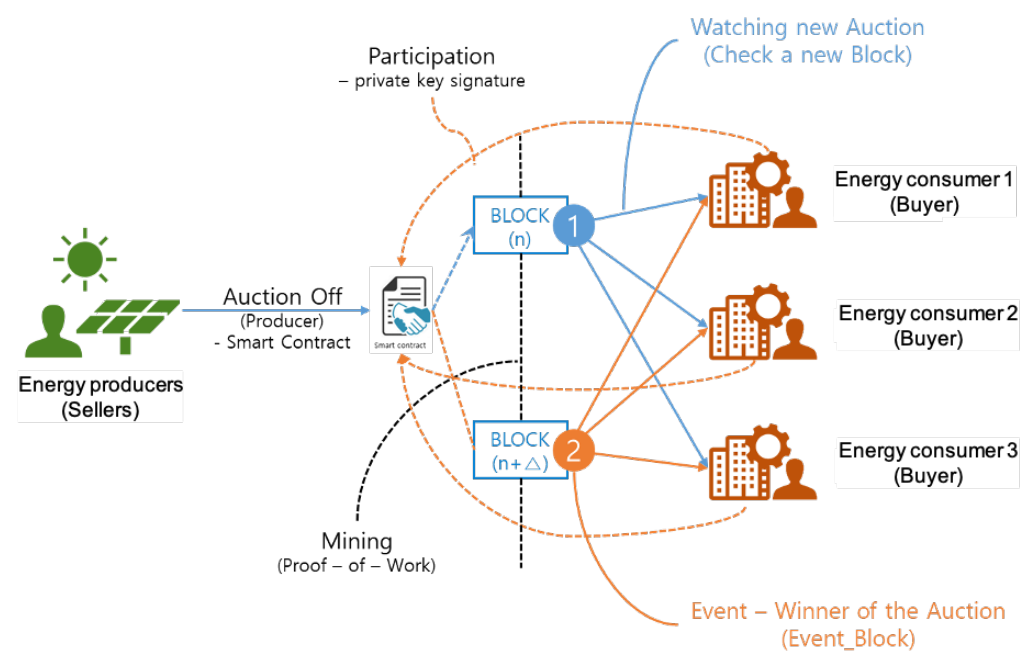 Watching new Auction
(Check a new Block)
Participation
– private key signature
Energy consumer 1
(Buyer)
BLOCK
(n)
1
Auction Off
(Producer)
- Smart Contract
Smart contract
Energy consumer 2
(Buyer)
Energy producers
(Sellers)
BLOCK
(n+△)
2
Energy consumer 3
(Buyer)
Mining
(Proof – of – Work)
Event – Winner of the Auction
(Event_Block)